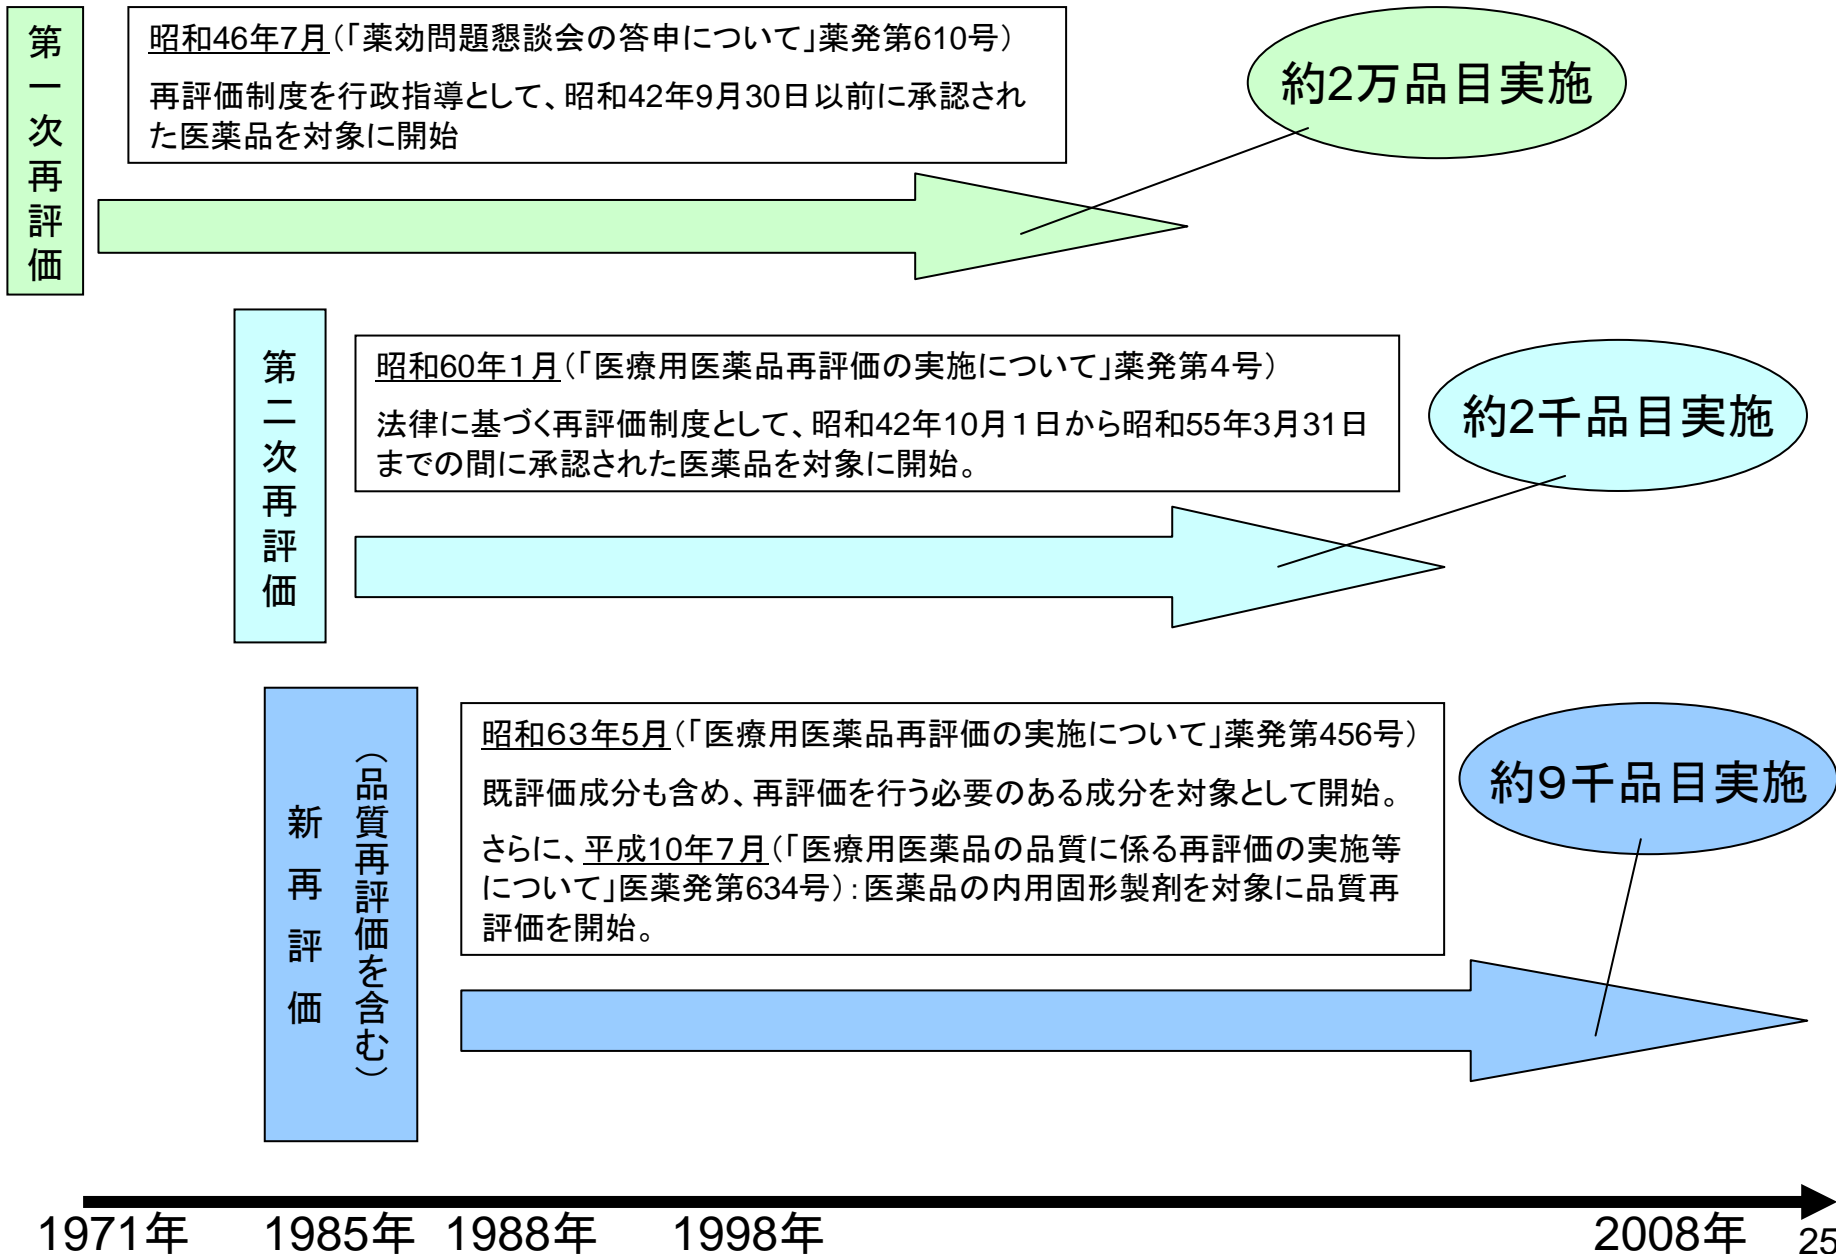 第一次再評価
昭和46年7月（「薬効問題懇談会の答申について」薬発第610号）
再評価制度を行政指導として、昭和42年9月30日以前に承認され
た医薬品を対象に開始
約2万品目実施
第二次再評価
昭和60年１月（「医療用医薬品再評価の実施について」薬発第４号）
法律に基づく再評価制度として、昭和42年10月１日から昭和55年3月31日
までの間に承認された医薬品を対象に開始。
約2千品目実施
新再評価
（品質再評価を含む）
昭和６３年5月（「医療用医薬品再評価の実施について」薬発第456号）
既評価成分も含め、再評価を行う必要のある成分を対象として開始。
さらに、平成10年7月（「医療用医薬品の品質に係る再評価の実施等
について」医薬発第634号）：医薬品の内用固形製剤を対象に品質再
評価を開始。
約９千品目実施
1971年 1985年 1988年 1998年 2008年
25